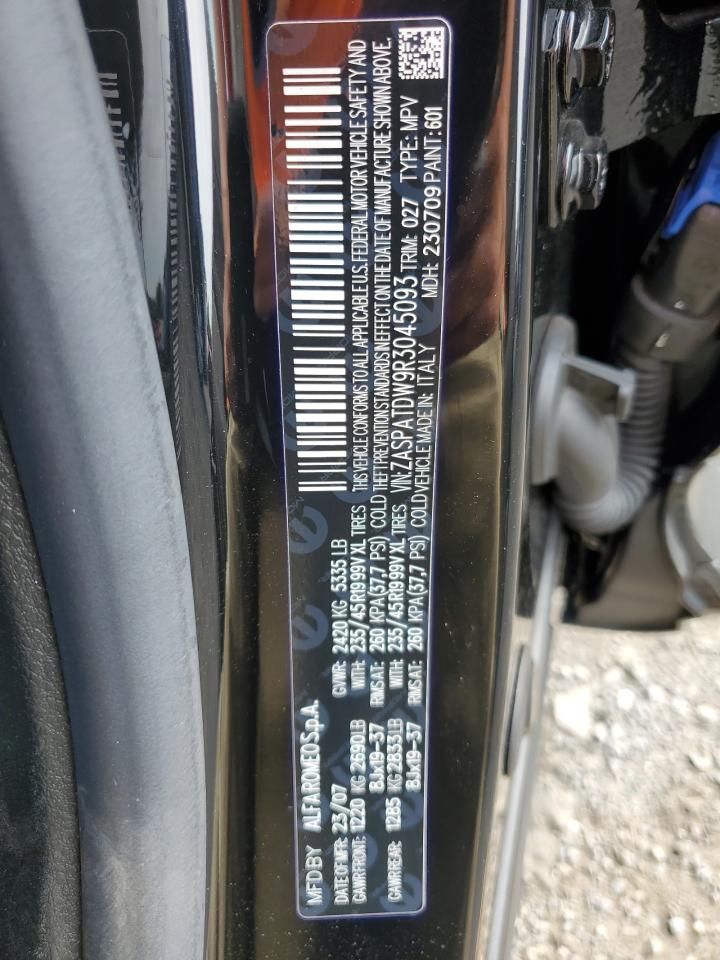 MFD BY ALFA ROMEO S.p.A.
DATE OF MFR: 23/07 GVWR: 2420 KG 5335 LB
GAWR FRONT: 1220 KG 2690 LB WITH: 235/45R19 99V XL TIRES THIS VEHICLE CONFORMS TO ALL APPLICABLE U.S. FEDERAL MOTOR VEHICLE SAFETY AND
8Jx19-37 RIMS AT: 260 KPA (37,7 PSI) COLD THEFT PREVENTION STANDARDS IN EFFECT ON THE DATE OF MANUFACTURE SHOWN ABOVE.
GAWR REAR: 1285 KG 2833 LB WITH: 235/45R19 99V XL TIRES VIN: ZASPATDW9R3045093 TRIM: 027 TYPE: MPV
8Jx19-37 RIMS AT: 260 KPA (37,7 PSI) COLD VEHICLE MADE IN: ITALY MDH: 230709 PAINT: 601